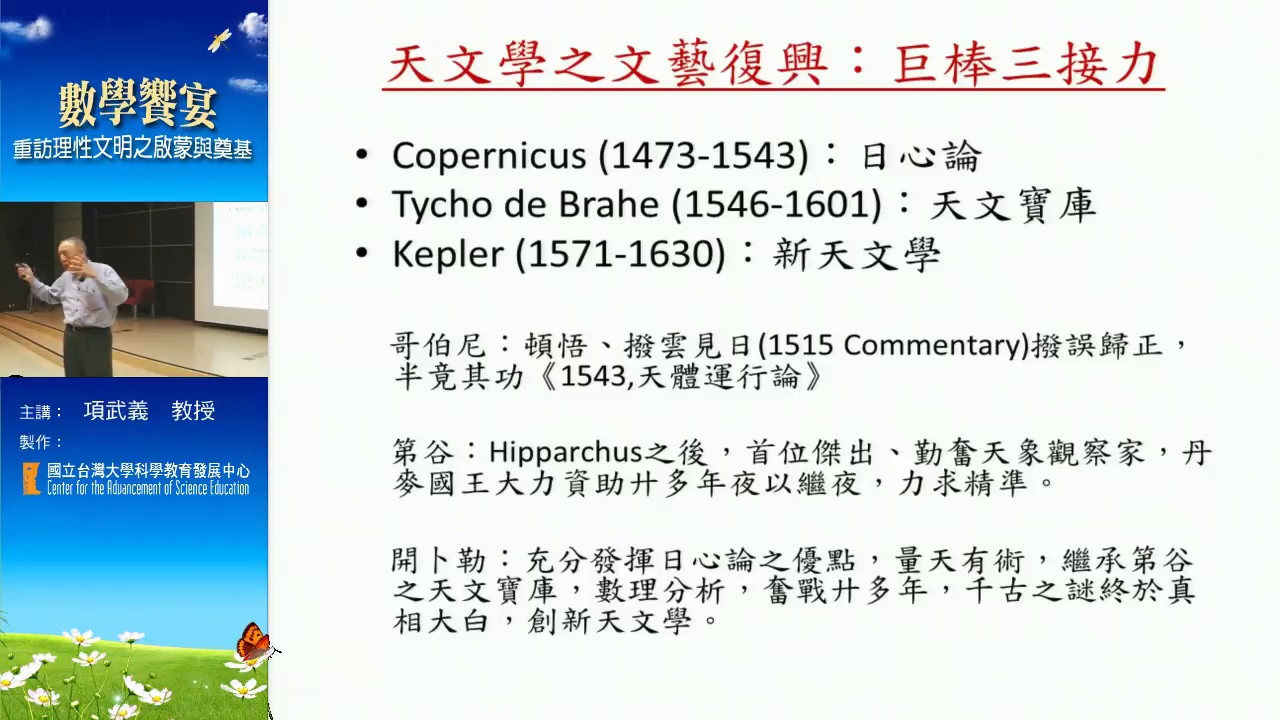 數學饗宴
重訪理性文明之啟蒙與奠基
主講： 項武義 教授
製作：
國立台灣大學科學教育發展中心
Center for the Advancement of Science Education
天文學之文藝復興：巨棒三接力
• Copernicus (1473-1543)：日心論
• Tycho de Brahe (1546-1601)：天文寶庫
• Kepler (1571-1630)：新天文學
哥伯尼：頓悟、撥雲見日(1515 Commentary)撥誤歸正，
半竟其功《1543,天體運行論》
第谷：Hipparchus之後，首位傑出、勤奮天象觀察家，丹
麥國王大力資助廾多年夜以繼夜，力求精準。
開卜勒：充分發揮日心論之優點，量天有術，繼承第谷
之天文寶庫，數理分析，奮戰廾多年，千古之謎終於真
相大白，創新天文學。